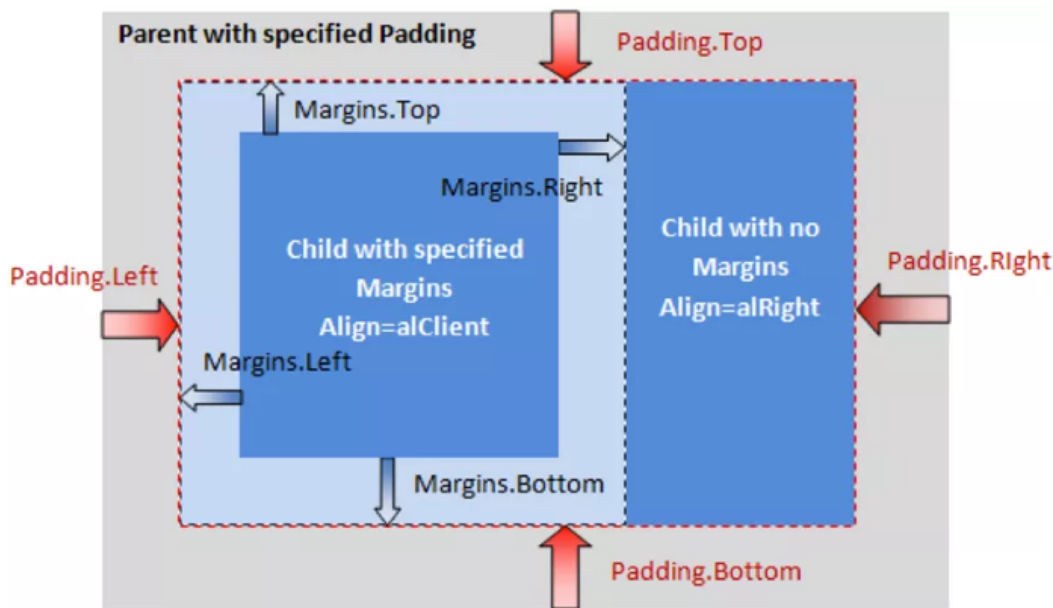 Parent with specified Padding
Padding.Top
Margins.Top
Margins.Right
Child with specified
Margins
Align=alClient
Child with no
Margins
Align=alRight
Padding.Left
Padding.RIght
Margins.Left
Margins.Bottom
Padding.Bottom